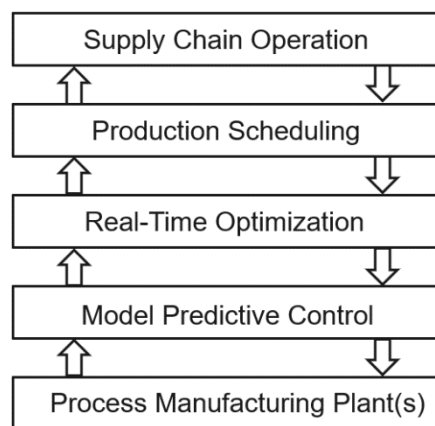 Supply Chain Operation
Production Scheduling
Real-Time Optimization
Model Predictive Control
Process Manufacturing Plant(s)